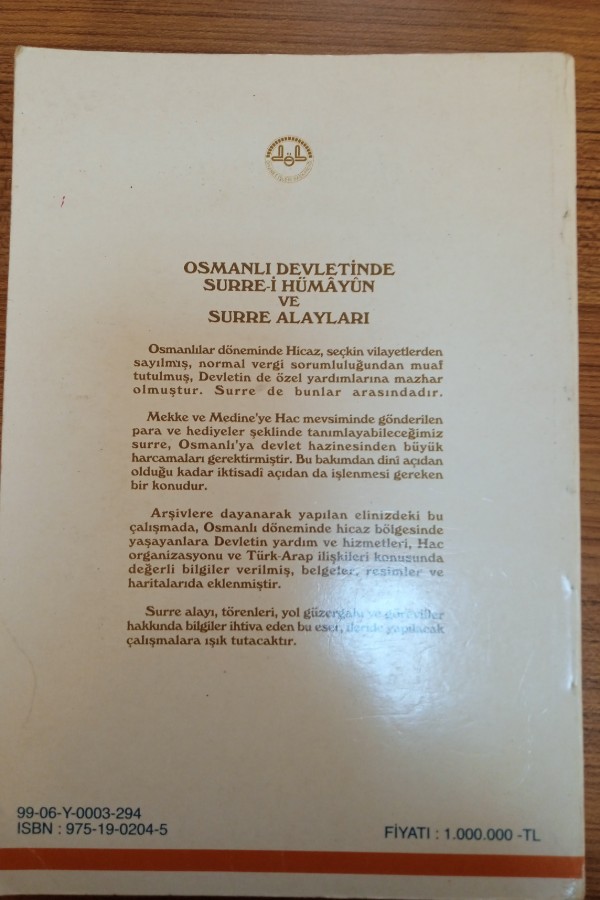 OSMANLI DEVLETİNDE
SURRE-İ HÜMÂYÛN
VE
SURRE ALAYLARI
Osmanlılar döneminde Hicaz, seçkin vilayetlerden
sayılmış, normal vergi sorumluluğundan muaf
tutulmuş, Devletin de özel yardımlarına mazhar
olmuştur. Surre de bunlar arasındadır.
Mekke ve Medine'ye Hac mevsiminde gönderilen
para ve hediyeler şeklinde tanımlayabileceğimiz
surre, Osmanlı'ya devlet hazinesinden büyük
harcamaları gerektirmiştir. Bu bakımdan dinî açıdan
olduğu kadar iktisadî açıdan da işlenmesi gereken
bir konudur.
Arşivlere dayanarak yapılan elinizdeki bu
çalışmada, Osmanlı döneminde hicaz bölgesinde
yaşayanlara Devletin yardım ve hizmetleri, Hac
organizasyonu ve Türk-Arap ilişkileri konusunda
değerli bilgiler verilmiş, belgeler, resimler ve
haritalarıda eklenmiştir.
Surre alayı, törenleri, yol güzergahı ve görevliler
hakkında bilgiler ihtiva eden bu eser, ileride yapılacak
çalışmalara ışık tutacaktır.
99-06-Y-0003-294
ISBN : 975-19-0204-5
FİYATI : 1.000.000 -TL